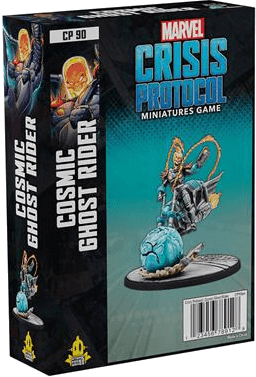 CP 90
COSMIC
GHOST RIDER
COSMIC
GHOST RIDER
MARVEL
CRISIS
PROTOCOL
MINIATURES GAME